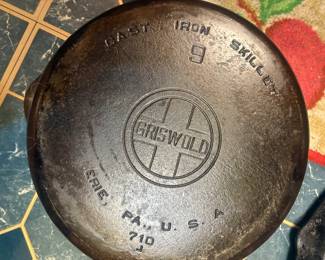 CAST IRON SKILLET
9
GRISWOLD
ERIE, PA., U.S.A
710
J